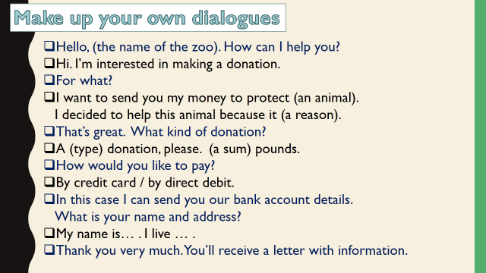 Make up your own dialogues
❑Hello, (the name of the zoo). How can I help you?
❑Hi. I'm interested in making a donation.
❑For what?
❑I want to send you my money to protect (an animal).
I decided to help this animal because it (a reason).
❑That's great. What kind of donation?
❑A (type) donation, please. (a sum) pounds.
❑How would you like to pay?
❑By credit card / by direct debit.
❑In this case I can send you our bank account details.
What is your name and address?
❑My name is… . I live … .
❑Thank you very much. You'll receive a letter with information.